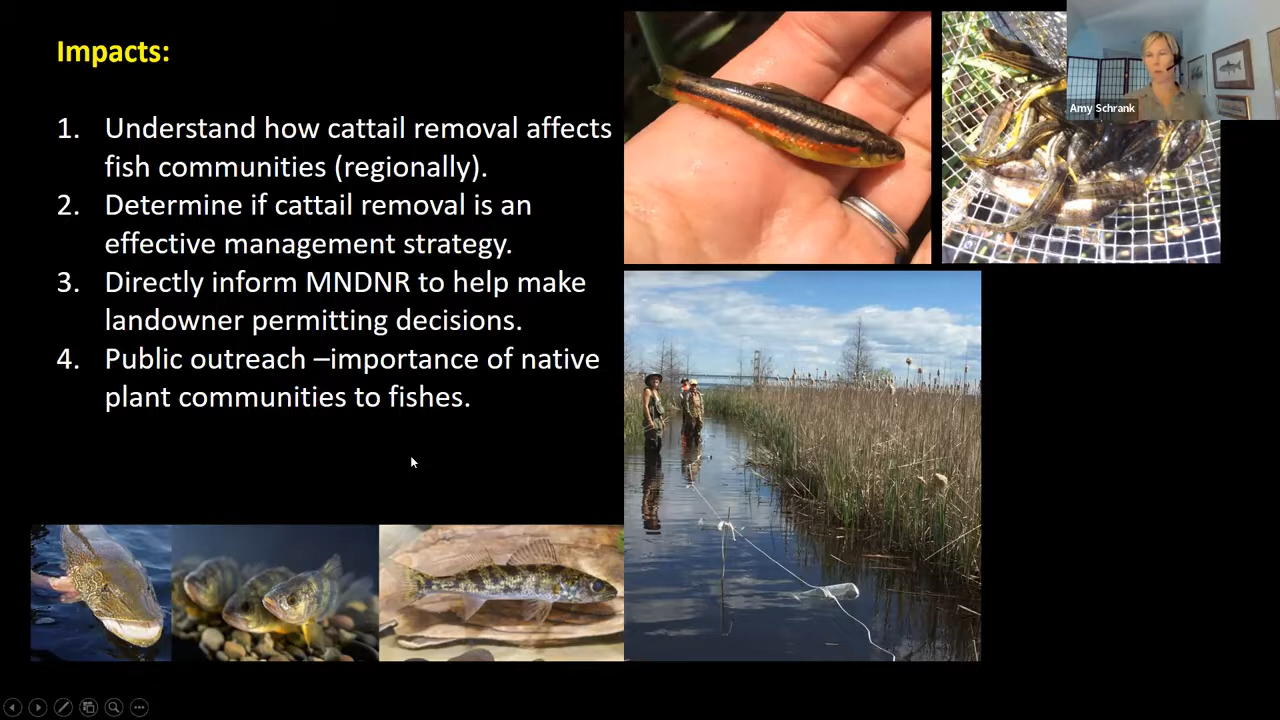 Impacts:
1. Understand how cattail removal affects
fish communities (regionally).
2. Determine if cattail removal is an
effective management strategy.
3. Directly inform MNDNR to help make
landowner permitting decisions.
4. Public outreach –importance of native
plant communities to fishes.
Amy Schrank